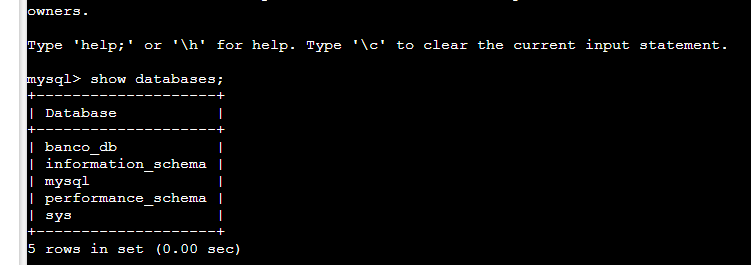 owners.
Type 'help;' or '\h' for help. Type '\c' to clear the current input statement.
mysql> show databases;
+--------------------+
| Database           |
+--------------------+
| banco_db           |
| information_schema |
| mysql              |
| performance_schema |
| sys                |
+--------------------+
5 rows in set (0.00 sec)